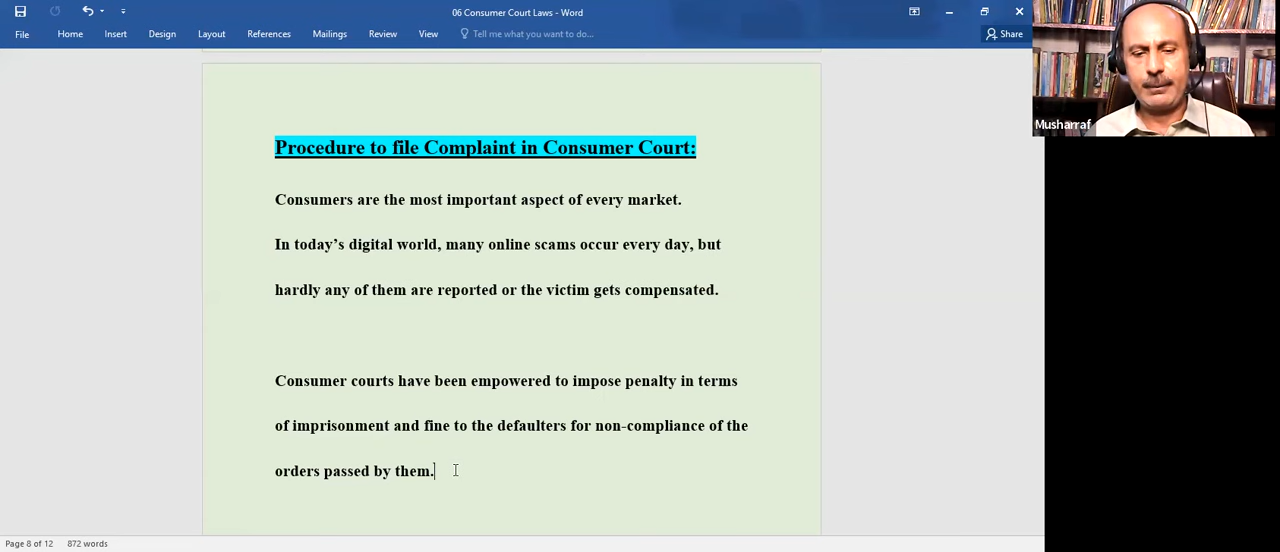 06 Consumer Court Laws - Word
File Home Insert Design Layout References Mailings Review View Tell me what you want to do... Share
Musharraf
Procedure to file Complaint in Consumer Court:
Consumers are the most important aspect of every market.
In today’s digital world, many online scams occur every day, but
hardly any of them are reported or the victim gets compensated.
Consumer courts have been empowered to impose penalty in terms
of imprisonment and fine to the defaulters for non-compliance of the
orders passed by them.
Page 8 of 12 872 words